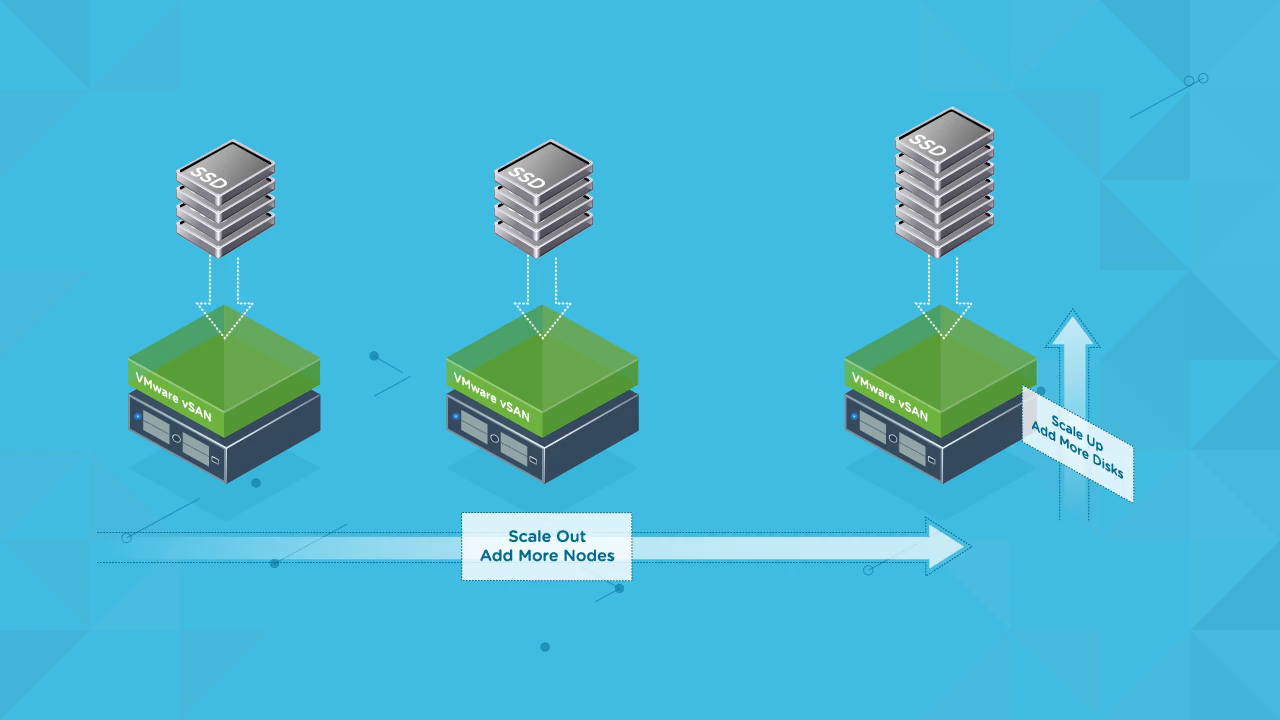 SSD
SSD
SSD
VMware vSAN
VMware vSAN
VMware vSAN
Scale Up
Add More Disks
Scale Out
Add More Nodes